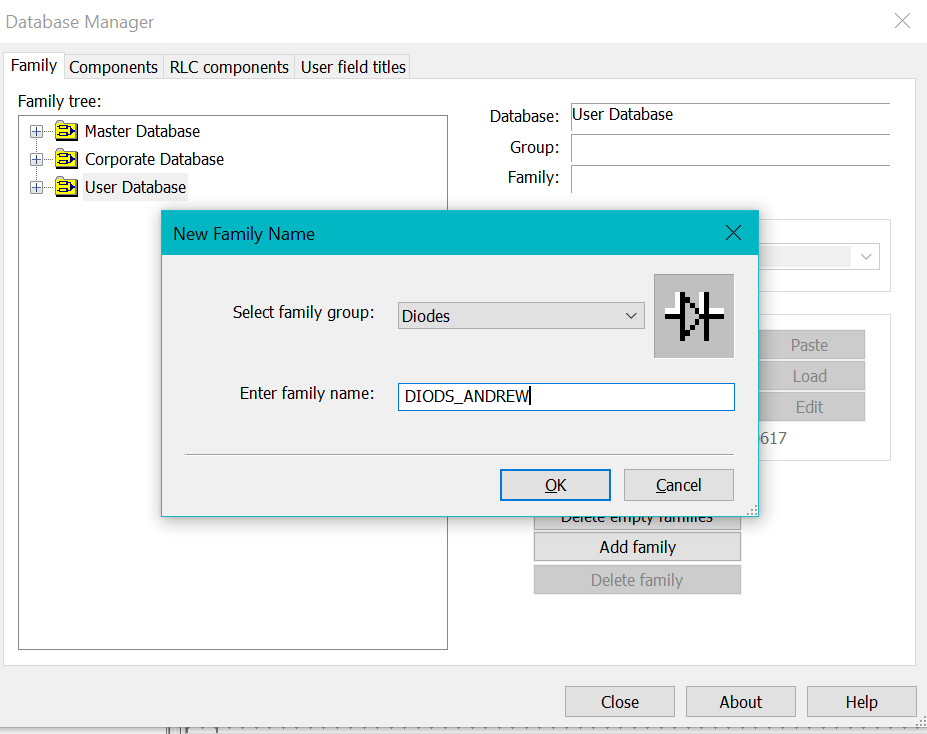 Database Manager
Family Components RLC components User field titles
Family tree:
Master Database
Corporate Database
User Database
Database: User Database
Group:
Family:
New Family Name
Select family group: Diodes
Enter family name: DIODS_ANDREW
OK Cancel
Paste
Load
Edit
617
Delete empty families
Add family
Delete family
Close About Help